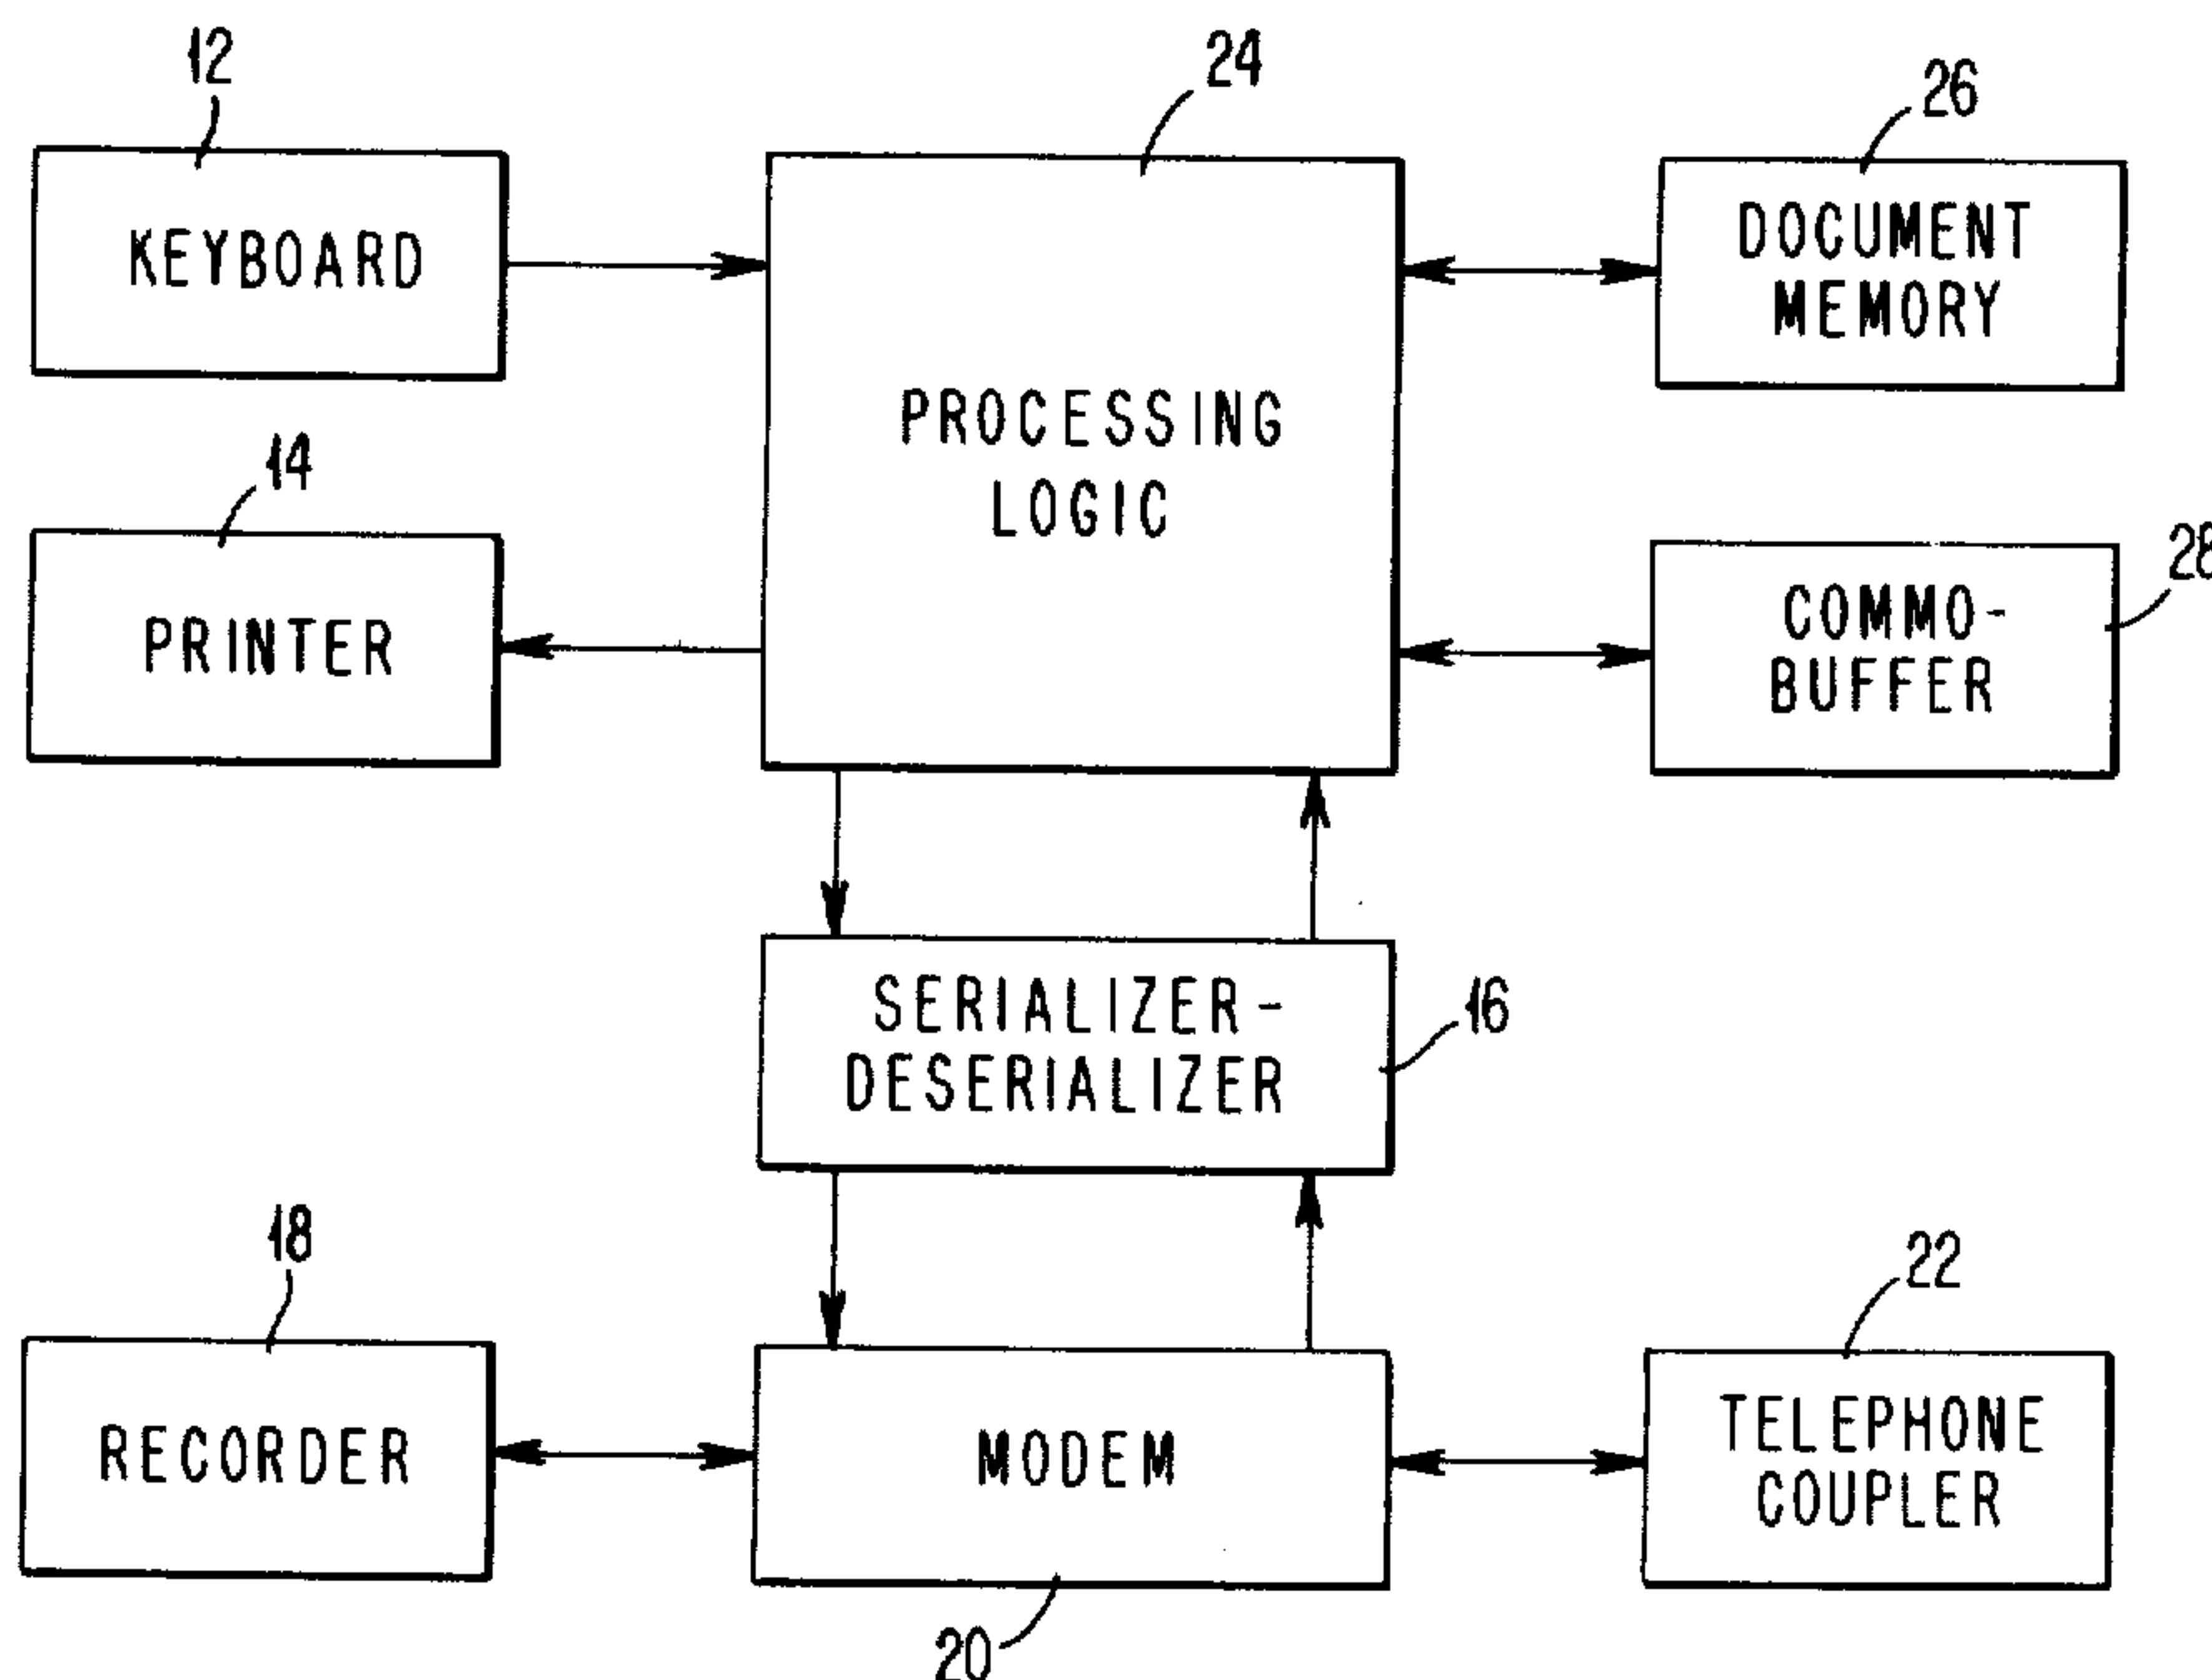 12
24
26
KEYBOARD
PROCESSING
LOGIC
DOCUMENT
MEMORY
14
28
PRINTER
COMMO-
BUFFER
SERIALIZER-
DESERIALIZER
16
18
22
RECORDER
MODEM
TELEPHONE
COUPLER
20